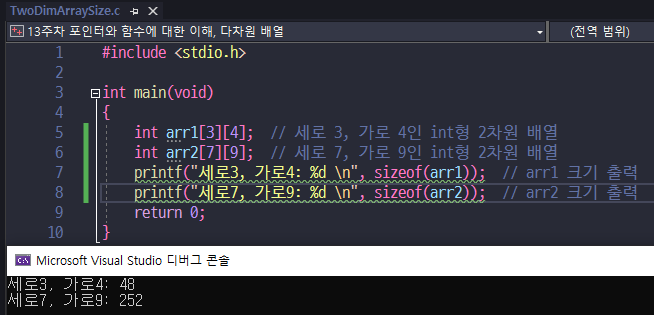 TwoDimArraySize.c
13주차 포인터와 함수에 대한 이해, 다차원 배열 (전역 범위)
1 #include <stdio.h>
2
3 int main(void)
4 {
5 int arr1[3][4]; // 세로 3, 가로 4인 int형 2차원 배열
6 int arr2[7][9]; // 세로 7, 가로 9인 int형 2차원 배열
7 printf("세로3, 가로4: %d \n", sizeof(arr1)); // arr1 크기 출력
8 printf("세로7, 가로9: %d \n", sizeof(arr2)); // arr2 크기 출력
9 return 0;
10 }
Microsoft Visual Studio 디버그 콘솔
세로3, 가로4: 48
세로7, 가로9: 252